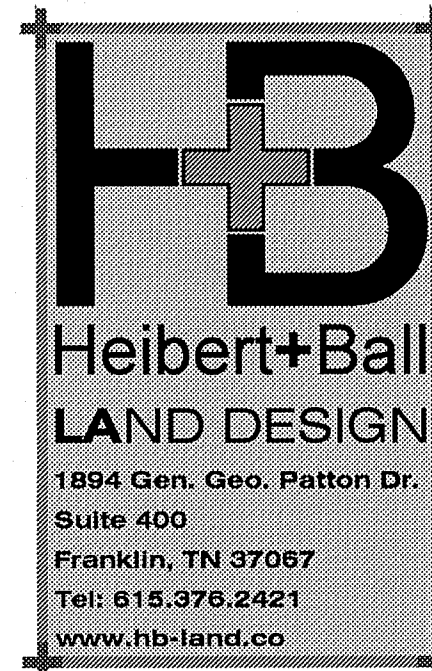 H+B
Heibert+Ball
LAND DESIGN
1894 Gen. Geo. Patton Dr.
Suite 400
Franklin, TN 37067
Tel: 615.376.2421
www.hb-land.co